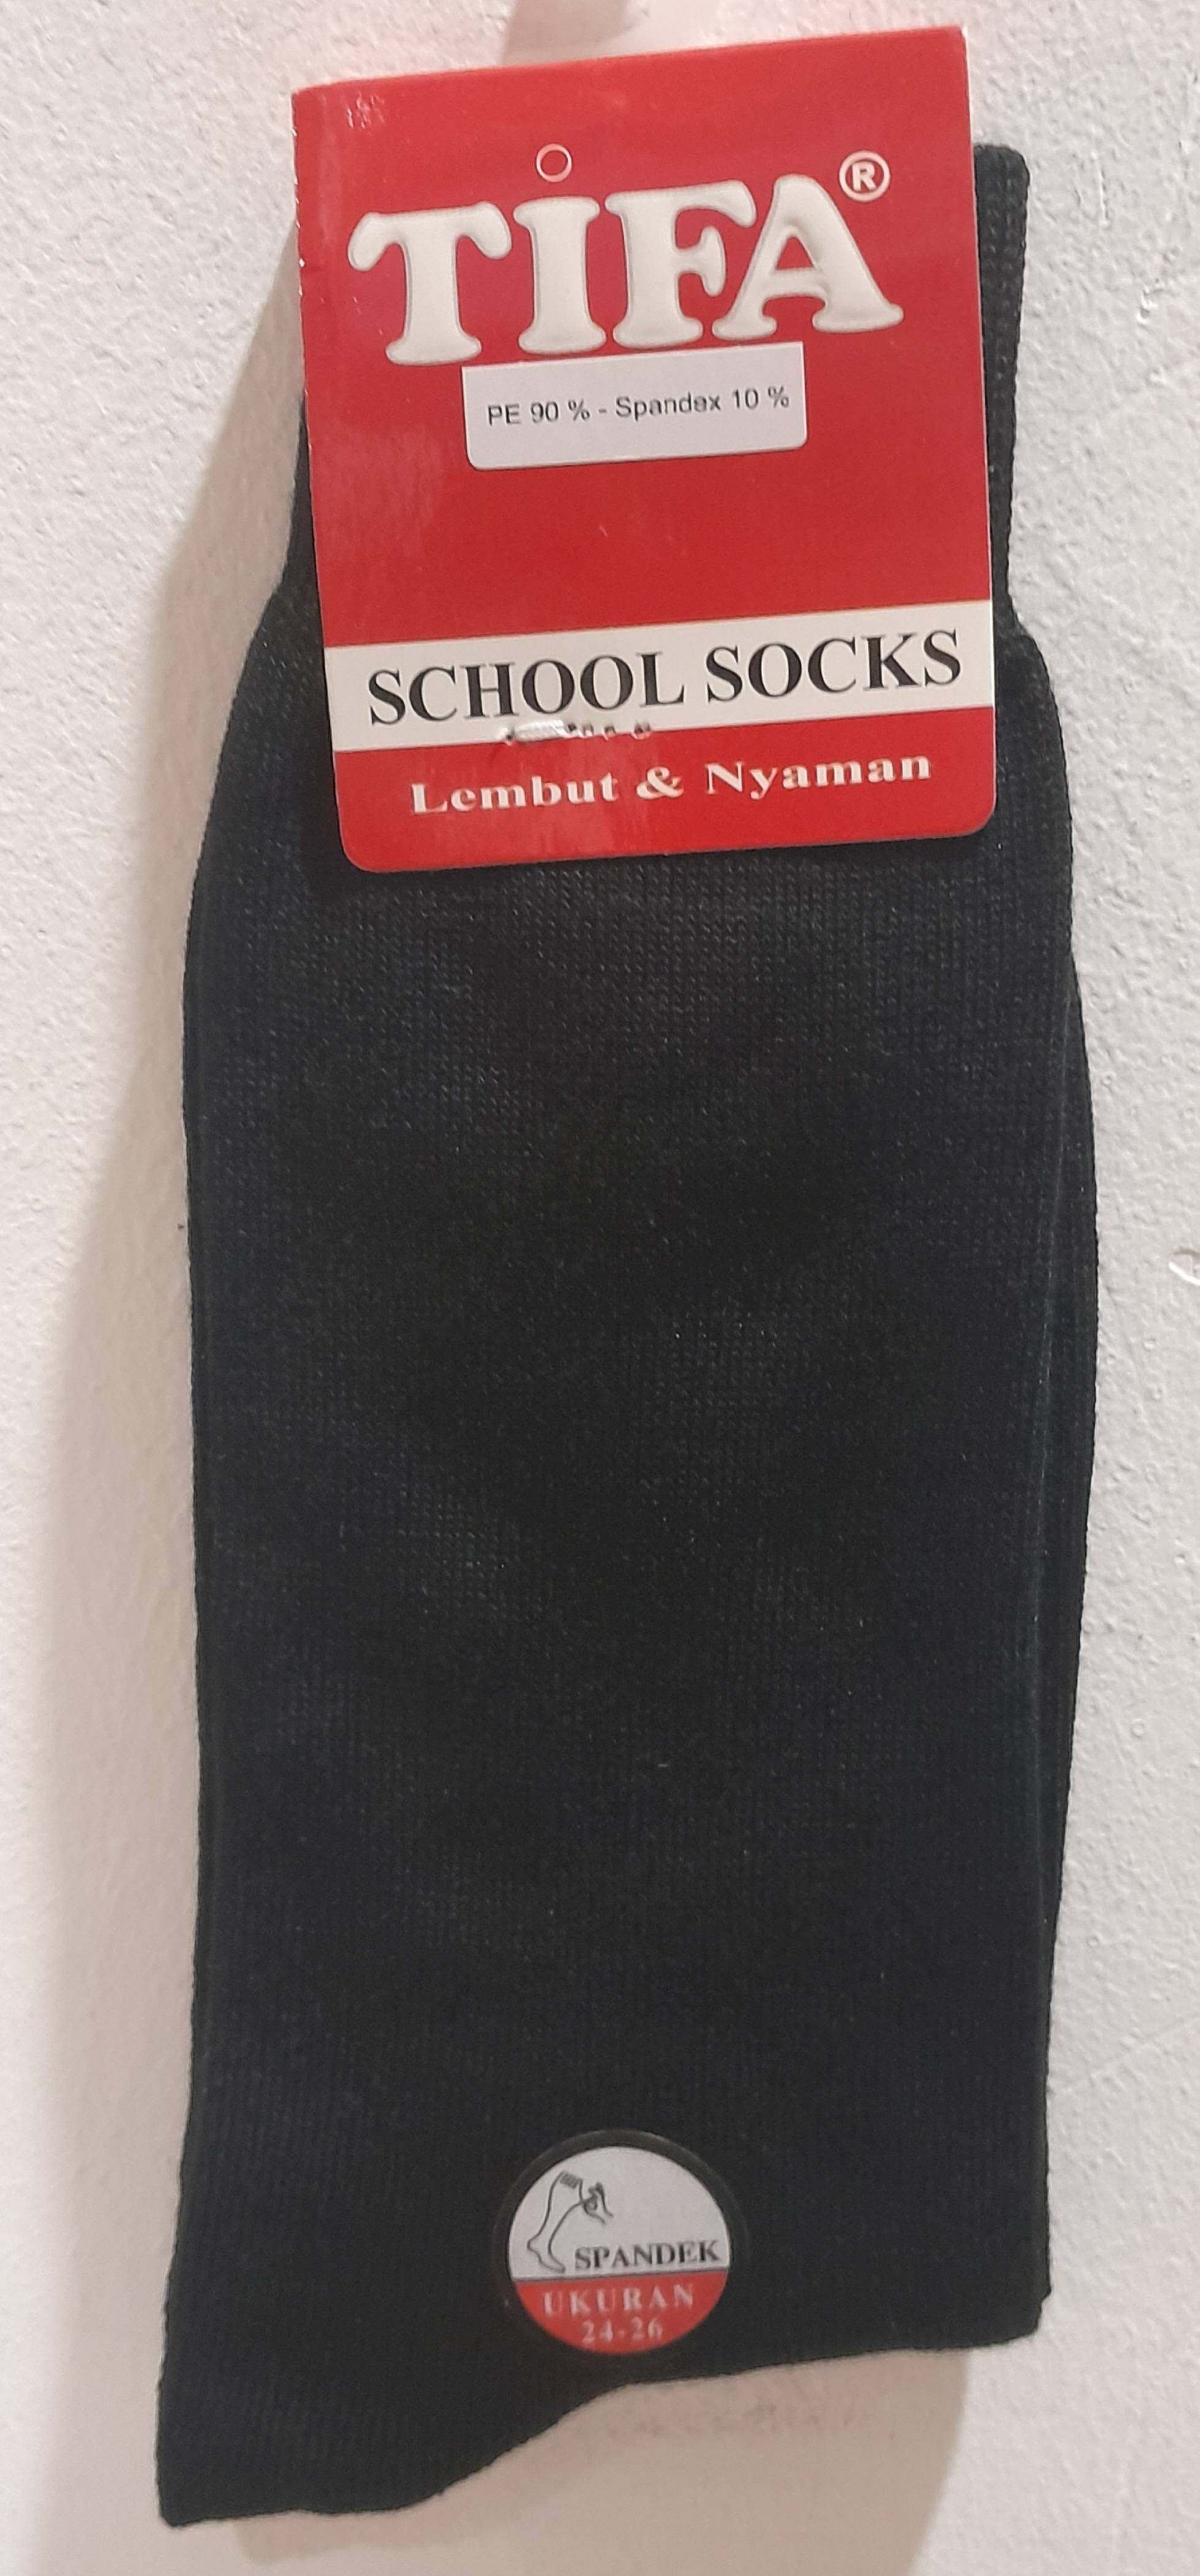 TIFA®
PE 90 % - Spandex 10 %
SCHOOL SOCKS
Lembut & Nyaman
SPANDEK
UKURAN
24-26